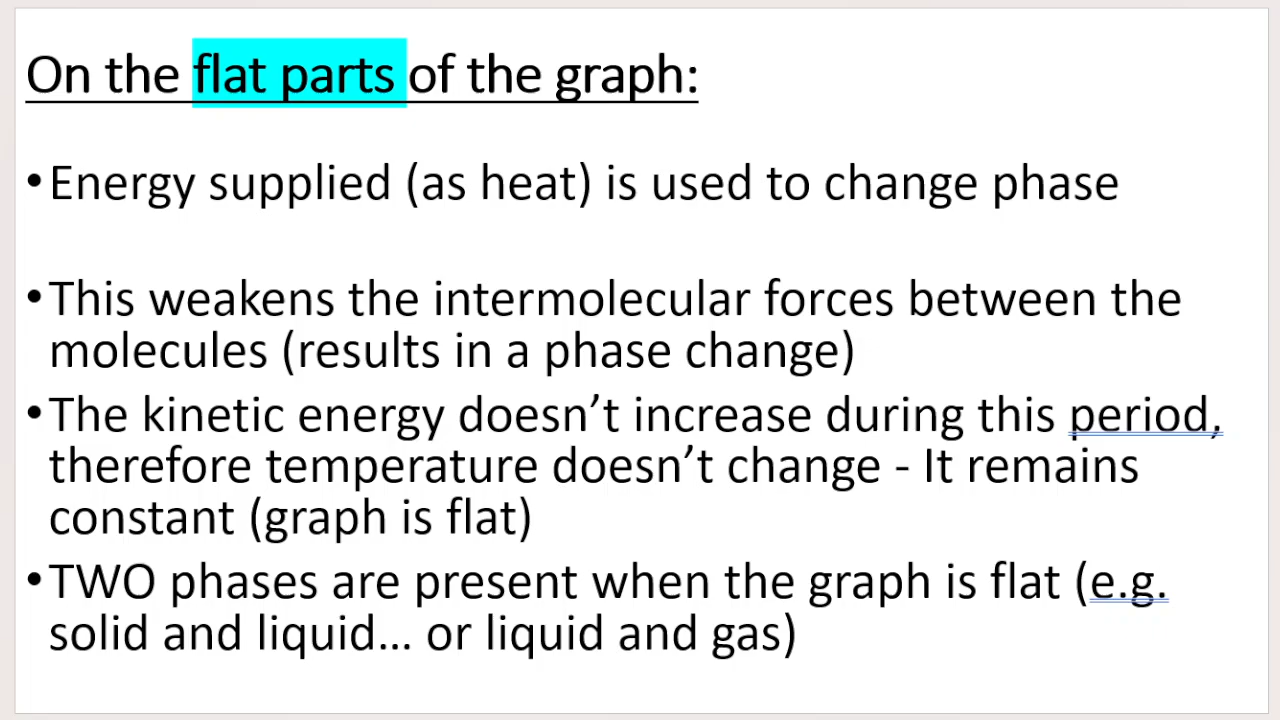 On the flat parts of the graph:
•Energy supplied (as heat) is used to change phase
•This weakens the intermolecular forces between the
molecules (results in a phase change)
•The kinetic energy doesn’t increase during this period,
therefore temperature doesn’t change - It remains
constant (graph is flat)
•TWO phases are present when the graph is flat (e.g.
solid and liquid... or liquid and gas)